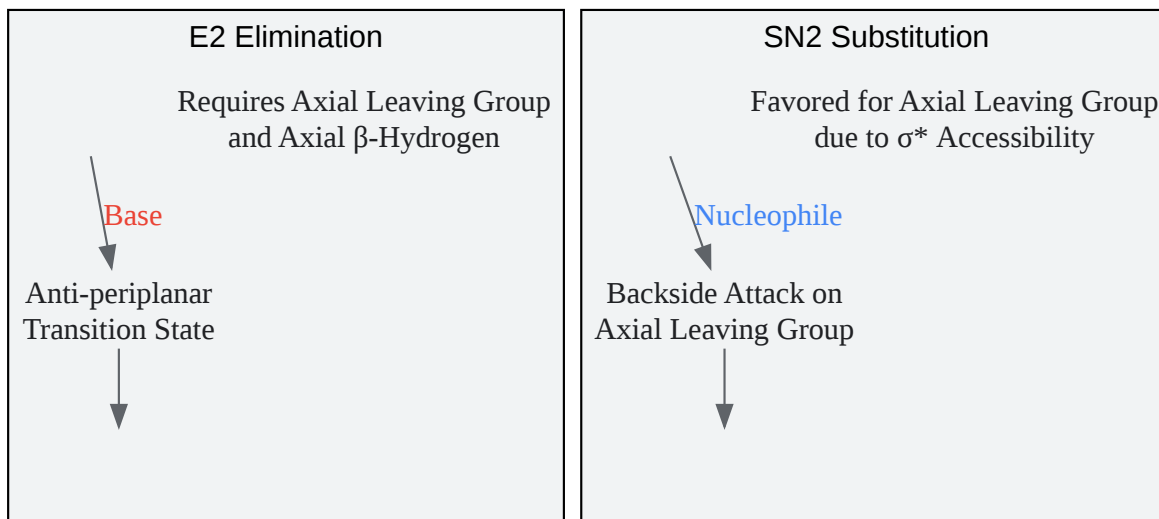 E2 Elimination
Requires Axial Leaving Group
and Axial β-Hydrogen
Base
Anti-periplanar
Transition State
SN2 Substitution
Favored for Axial Leaving Group
due to σ* Accessibility
Nucleophile
Backside Attack on
Axial Leaving Group